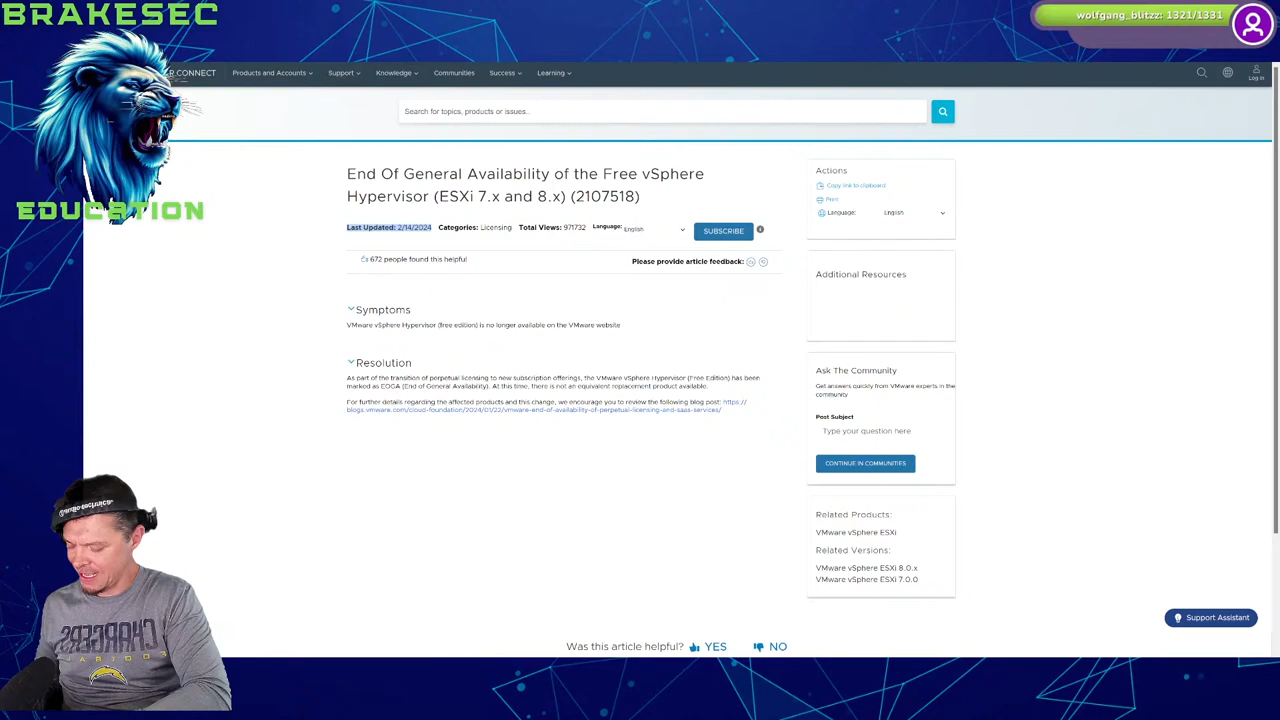 BRAKESEC
EDUCATION
wolfgang_blitzz: 1321/1331
R CONNECT
Products and Accounts
Support
Knowledge
Communities
Success
Learning
Log in
Search for topics, products or issues...
End Of General Availability of the Free vSphere
Hypervisor (ESXi 7.x and 8.x) (2107518)
Last Updated: 2/14/2024 Categories: Licensing Total Views: 971732 Language: English
SUBSCRIBE
672 people found this helpful
Please provide article feedback:
Symptoms
VMware vSphere Hypervisor (free edition) is no longer available on the VMware website
Resolution
As part of the transition of perpetual licensing to new subscription offerings, the VMware vSphere Hypervisor (Free Edition) has been
marked as EOGA (End of General Availability). At this time, there is not an equivalent replacement product available.
For further details regarding the affected products and this change, we encourage you to review the following blog post: https://
blogs.vmware.com/cloud-foundation/2024/01/22/vmware-end-of-availability-of-perpetual-licensing-and-saas-services/
Actions
Copy link to clipboard
Print
Language: English
Additional Resources
Ask The Community
Get answers quickly from VMware experts in the
community
Post Subject
Type your question here
CONTINUE IN COMMUNITIES
Related Products:
VMware vSphere ESXi
Related Versions:
VMware vSphere ESXi 8.0.x
VMware vSphere ESXi 7.0.0
Support Assistant
Was this article helpful? YES NO
CHARGERS